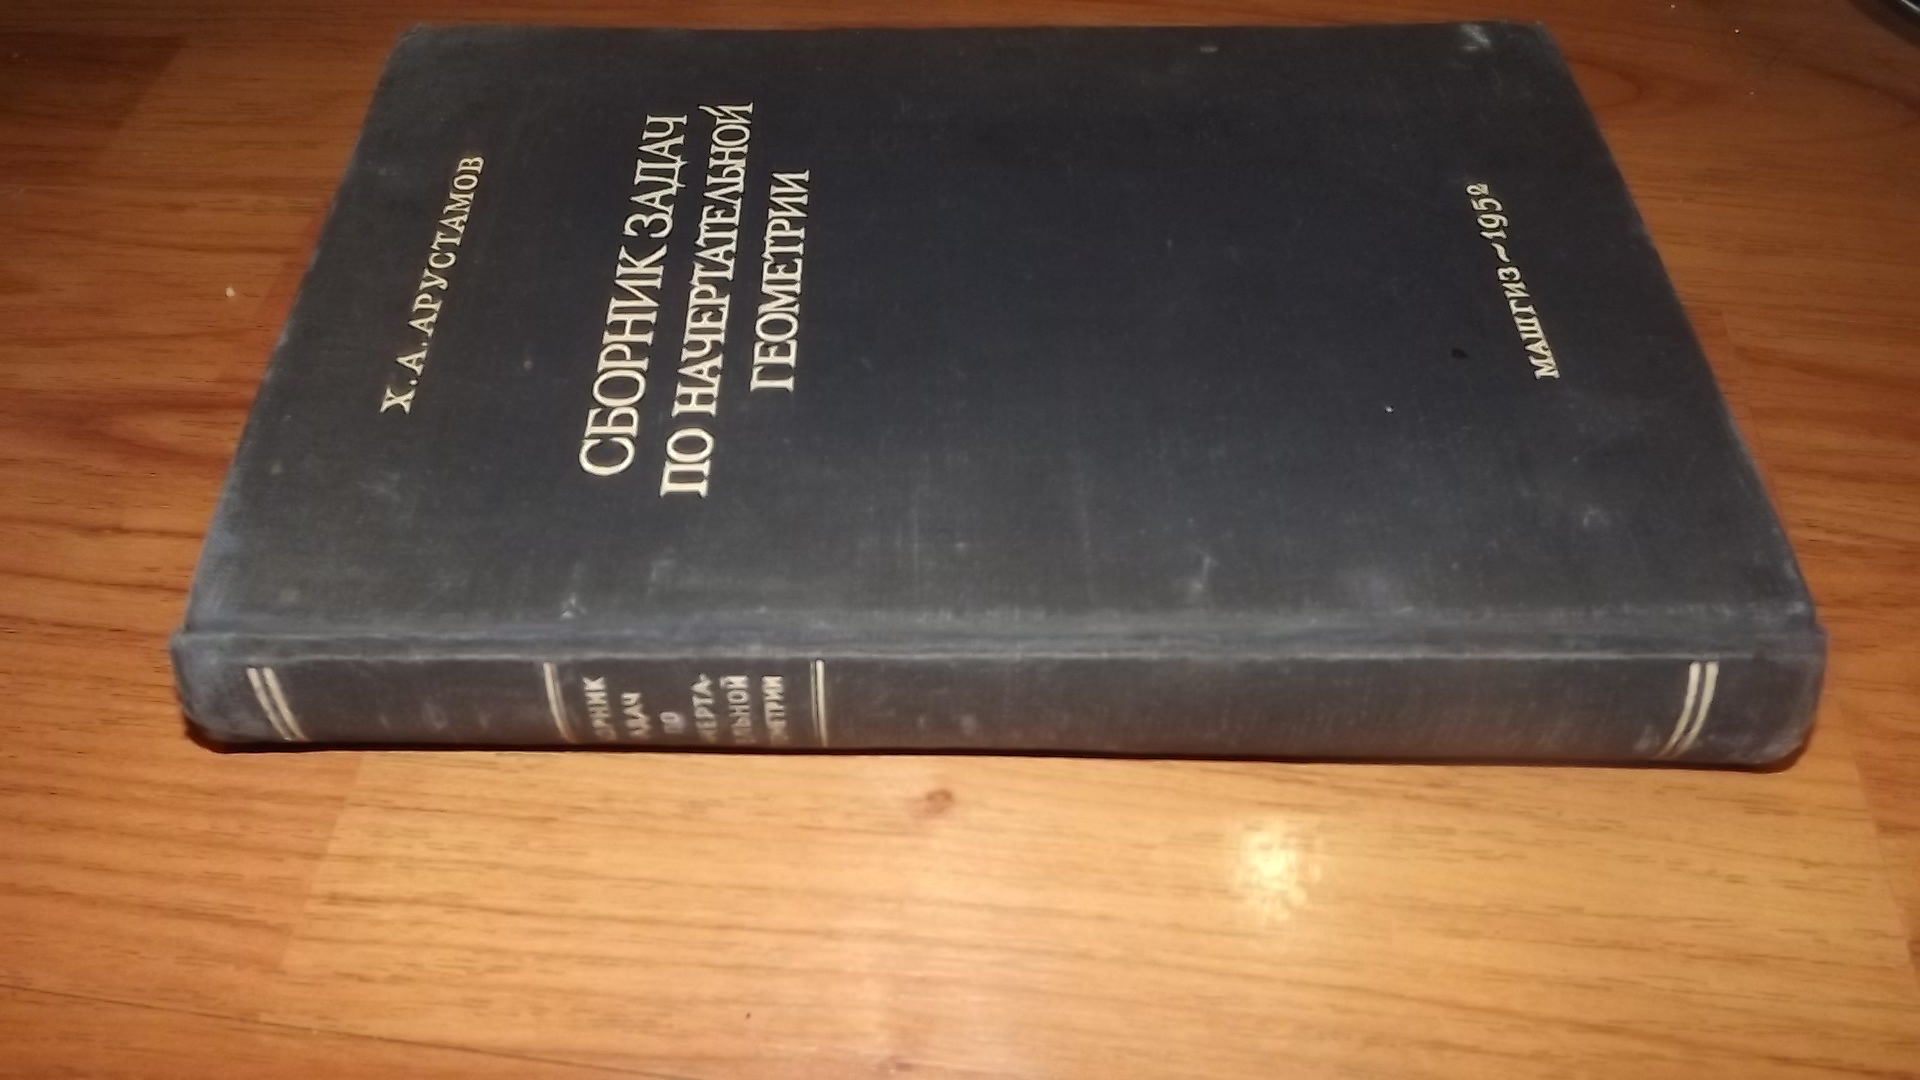 Х. А. АРУСТАМОВ
СБОРНИК ЗАДАЧ
ПО НАЧЕРТАТЕЛЬНОЙ
ГЕОМЕТРИИ
МАШГИЗ~1952